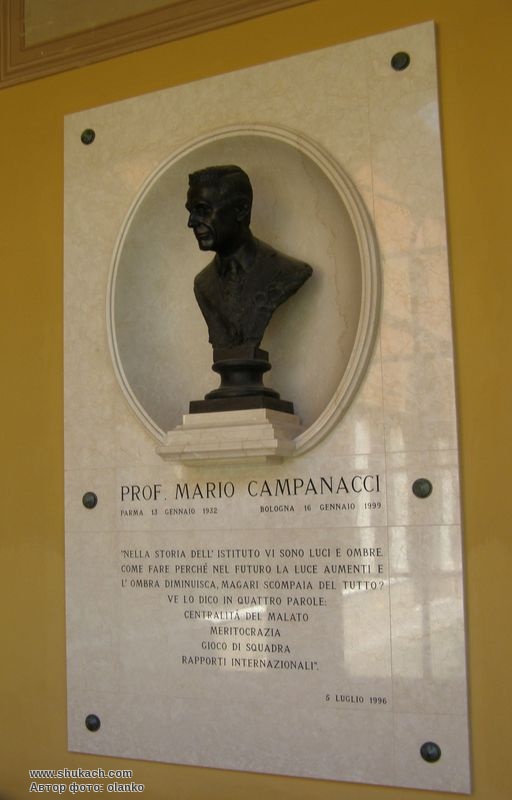 PROF. MARIO CAMPANACCI
PARMA 13 GENNAIO 1932 BOLOGNA 16 GENNAIO 1999
"NELLA STORIA DELL' ISTITUTO VI SONO LUCI E OMBRE.
COME FARE PERCHÉ NEL FUTURO LA LUCE AUMENTI E
L' OMBRA DIMINUISCA, MAGARI SCOMPAIA DEL TUTTO?
VE LO DICO IN QUATTRO PAROLE:
CENTRALITÀ DEL MALATO
MERITOCRAZIA
GIOCO DI SQUADRA
RAPPORTI INTERNAZIONALI".
5 LUGLIO 1996
www.shukach.com
Автор фото: olanko